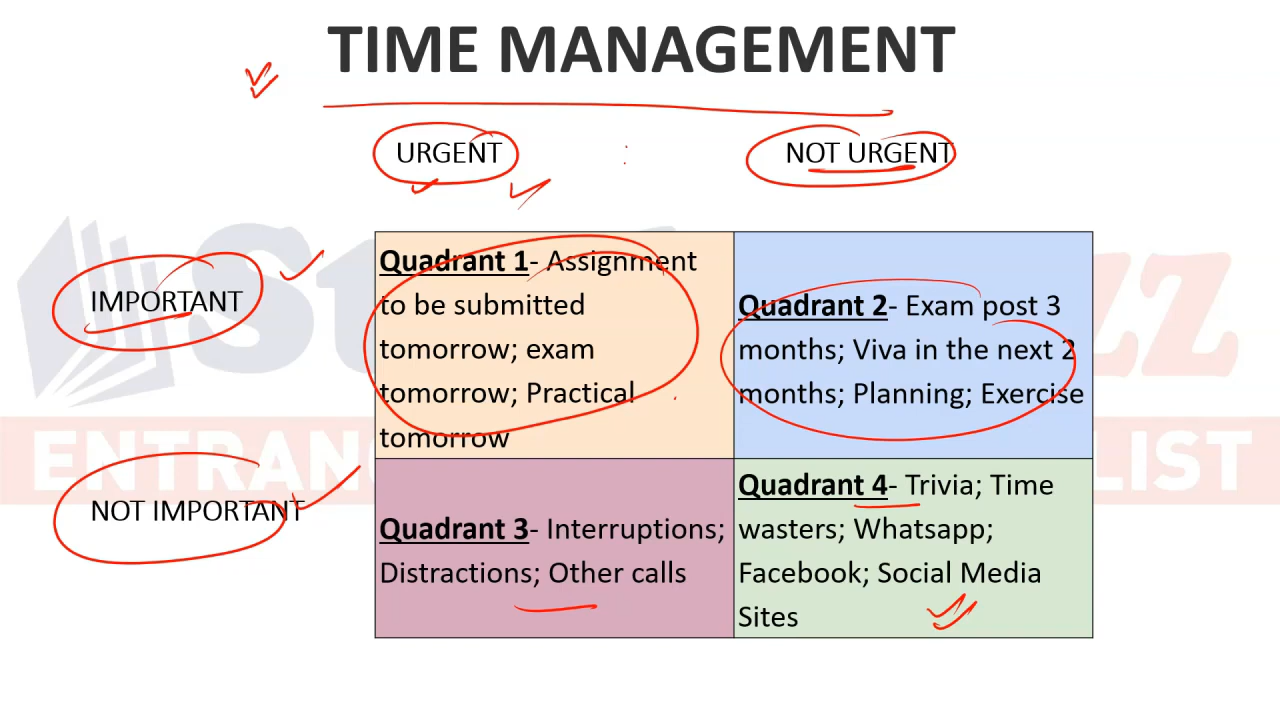 TIME MANAGEMENT
URGENT
NOT URGENT
IMPORTANT
Quadrant 1- Assignment
to be submitted
tomorrow; exam
tomorrow; Practical
tomorrow
Quadrant 2- Exam post 3
months; Viva in the next 2
months; Planning; Exercise
NOT IMPORTANT
Quadrant 3- Interruptions;
Distractions; Other calls
Quadrant 4- Trivia; Time
wasters; Whatsapp;
Facebook; Social Media
Sites